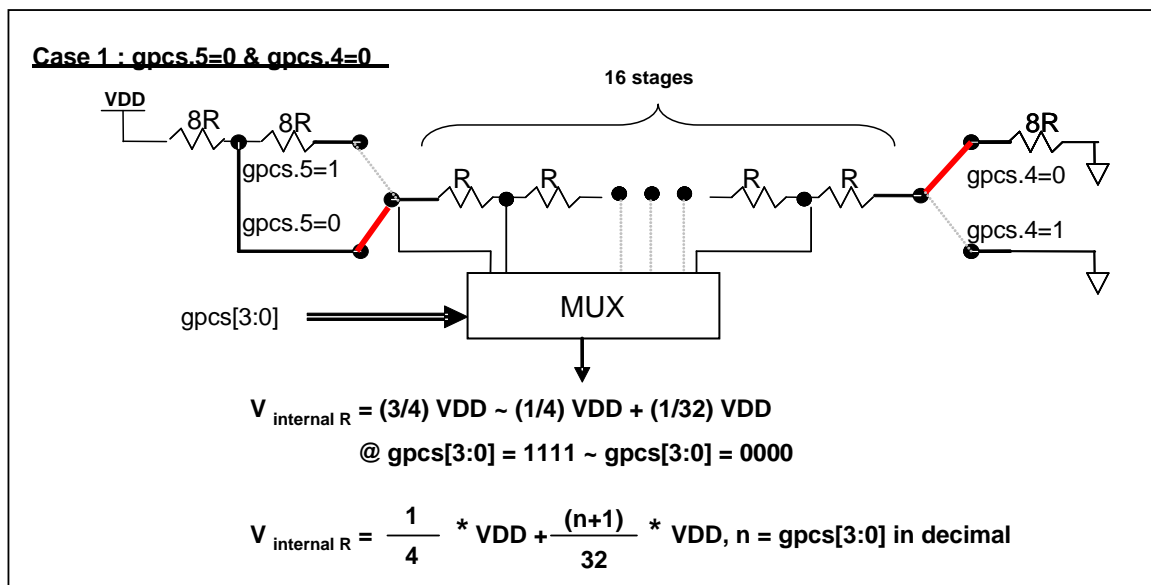 Case 1 : gpcs.5=0 & gpcs.4=0
16 stages
VDD
8R
8R
8R
gpcs.5=1
R
R
R
R
gpcs.4=0
gpcs.5=0
gpcs.4=1
gpcs[3:0]
MUX
V internal R = (3/4) VDD ~ (1/4) VDD + (1/32) VDD
@ gpcs[3:0] = 1111 ~ gpcs[3:0] = 0000
V internal R = 1/4 * VDD + (n+1)/32 * VDD, n = gpcs[3:0] in decimal